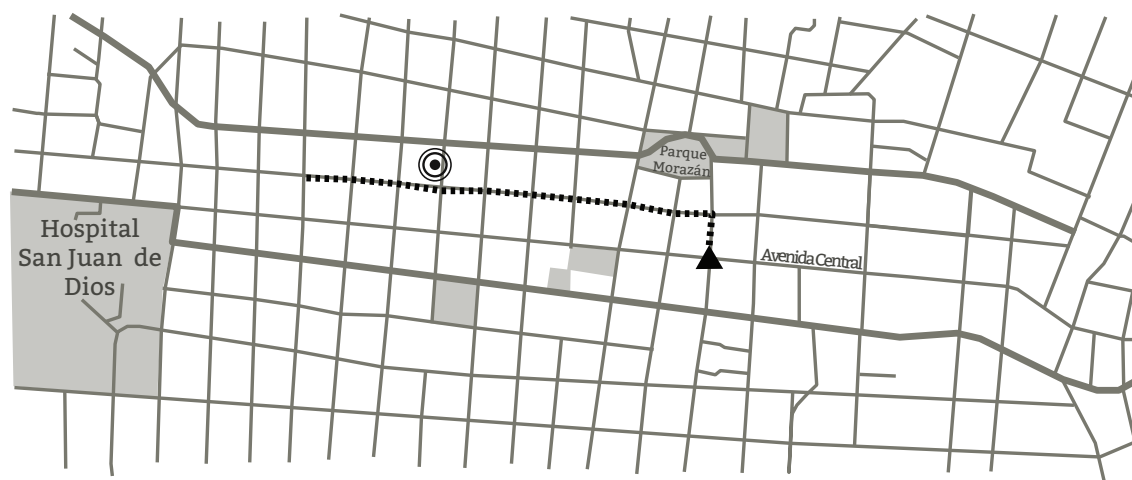 Parque
Morazán
Hospital
San Juan de
Dios
Avenida Central